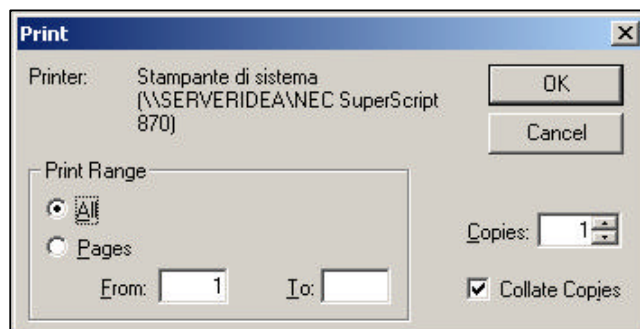 Print
Printer: Stampante di sistema
(\\SERVERIDEA\NEC SuperScript
870)
OK
Cancel
Print Range
All
Pages
From: 1 To:
Copies: 1
Collate Copies